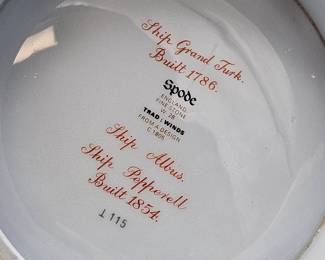 Ship Grand Turk.
Built 1786.
Spode
ENGLAND
FINE STONE
W 28
TRADE WINDS
FROM A DESIGN
C 1805
Ship Albus.
Ship Pepperell
Built 1854.
115